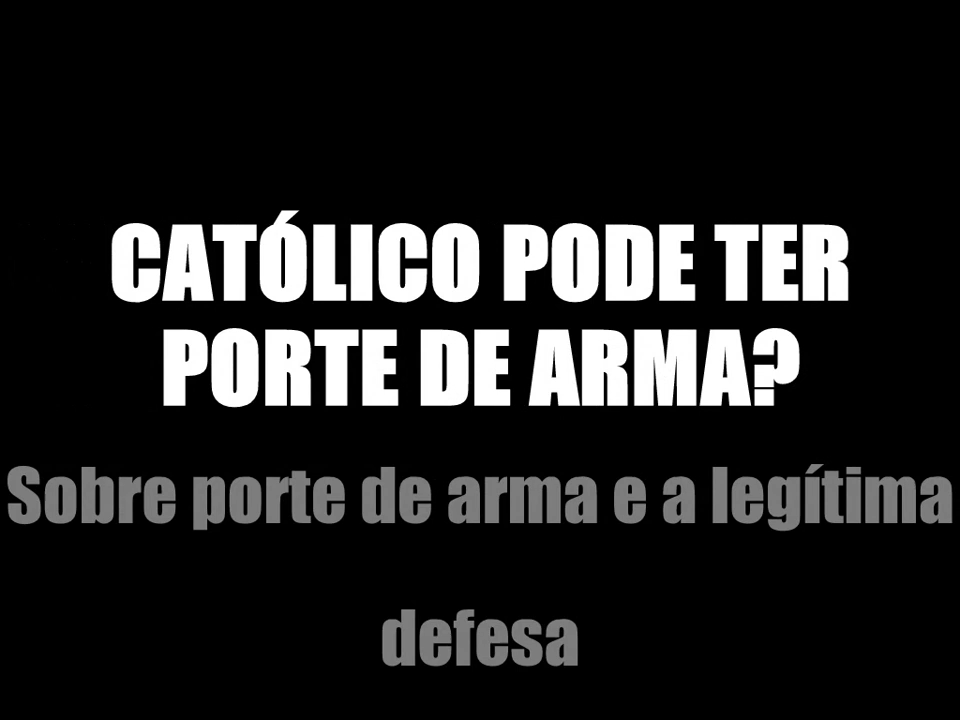 CATÓLICO PODE TER
PORTE DE ARMA?
Sobre porte de arma e a legítima
defesa